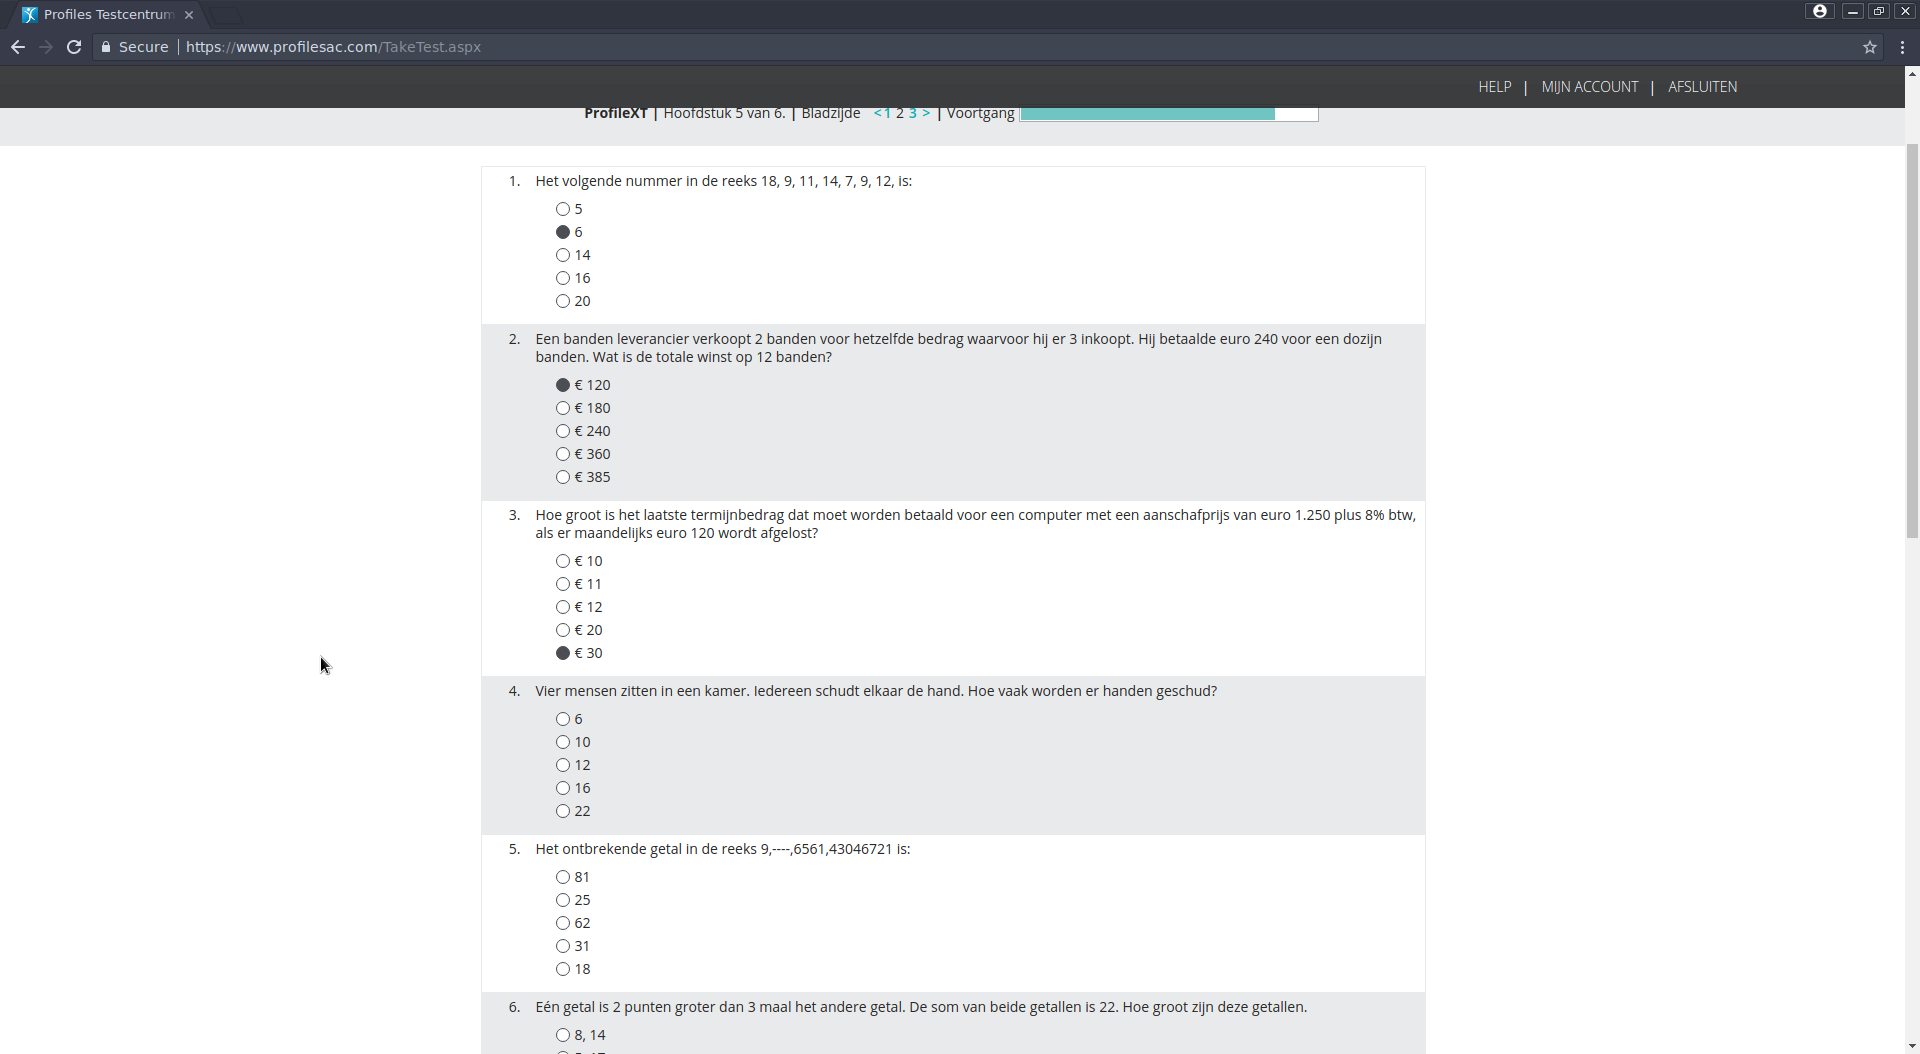 Profiles Testcentrum
Secure
https://www.profilesac.com/TakeTest.aspx
HELP | MIJN ACCOUNT | AFSLUITEN
ProfileXT | Hoofdstuk 5 van 6. | Bladzijde < 1 2 3 > | Voortgang
1. Het volgende nummer in de reeks 18, 9, 11, 14, 7, 9, 12, is:
5
6
14
16
20
2. Een banden leverancier verkoopt 2 banden voor hetzelfde bedrag waarvoor hij er 3 inkoopt. Hij betaalde euro 240 voor een dozijn
banden. Wat is de totale winst op 12 banden?
€ 120
€ 180
€ 240
€ 360
€ 385
3. Hoe groot is het laatste termijnbedrag dat moet worden betaald voor een computer met een aanschafprijs van euro 1.250 plus 8% btw,
als er maandelijks euro 120 wordt afgelost?
€ 10
€ 11
€ 12
€ 20
€ 30
4. Vier mensen zitten in een kamer. Iedereen schudt elkaar de hand. Hoe vaak worden er handen geschud?
6
10
12
16
22
5. Het ontbrekende getal in de reeks 9,----,6561,43046721 is:
81
25
62
31
18
6. Eén getal is 2 punten groter dan 3 maal het andere getal. De som van beide getallen is 22. Hoe groot zijn deze getallen.
8, 14